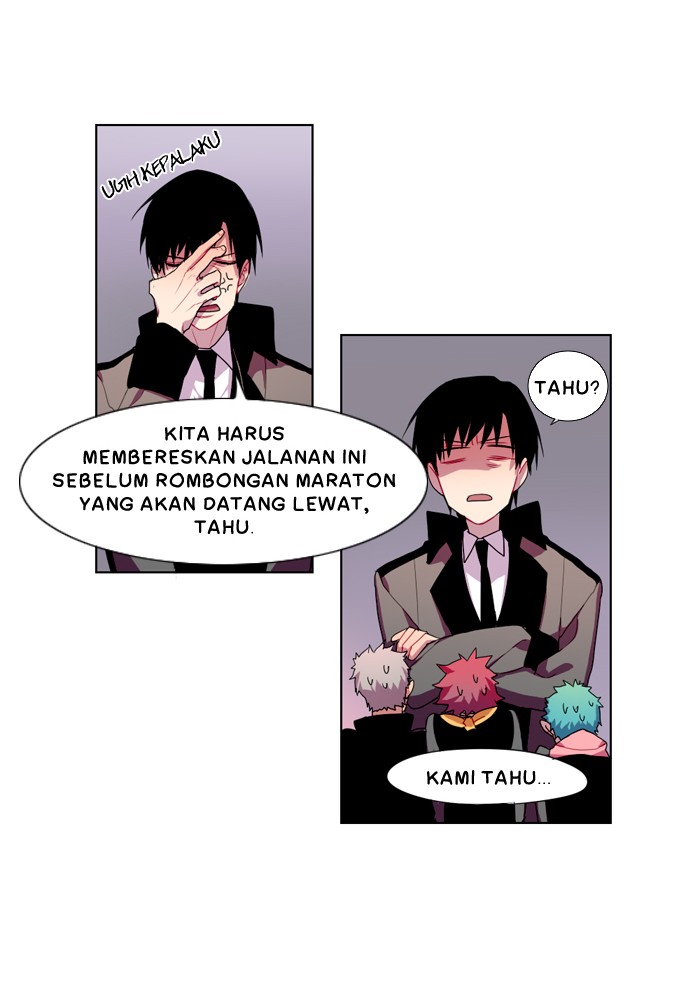 UGH KEPALAKU
KITA HARUS
MEMBERESKAN JALANAN INI
SEBELUM ROMBONGAN MARATON
YANG AKAN DATANG LEWAT,
TAHU.
TAHU?
KAMI TAHU...